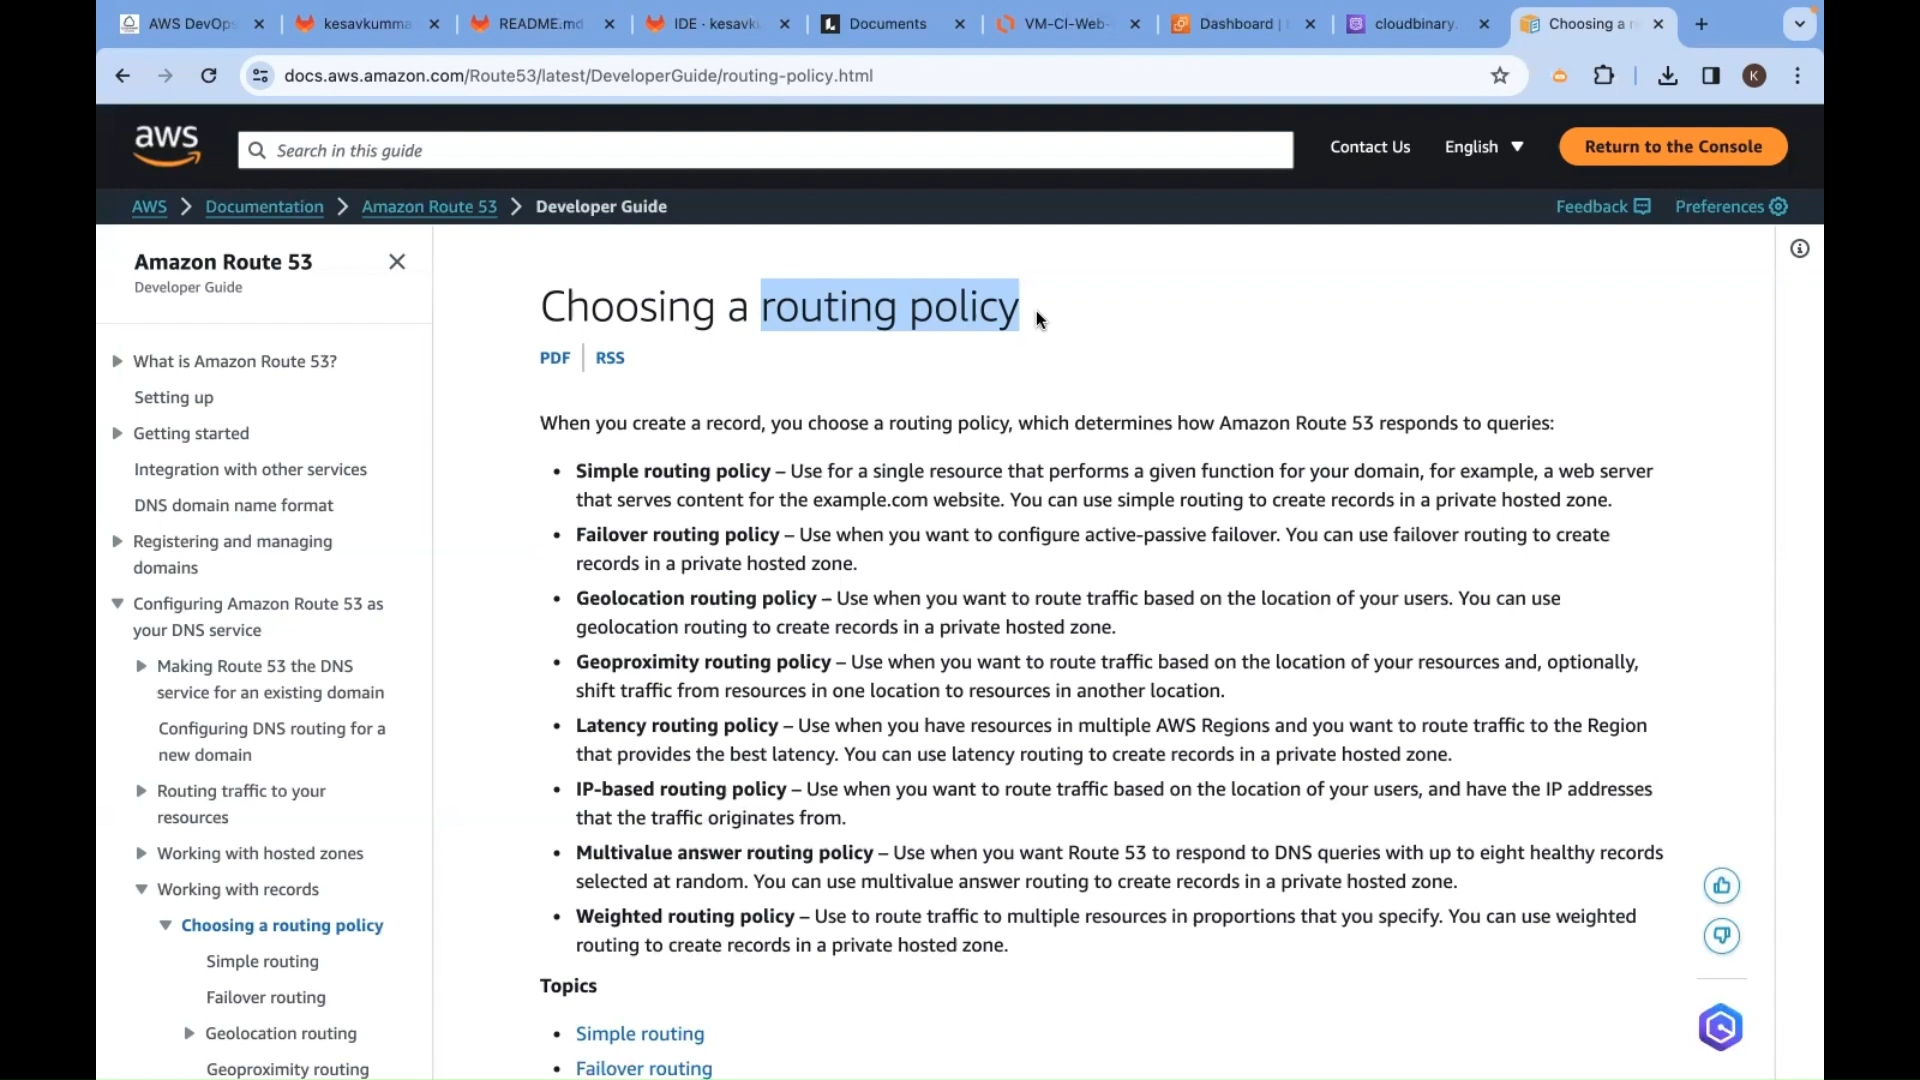 AWS DevOps
kesavkumma
README.md
IDE · kesavku
Documents
VM-CI-Web-
Dashboard |
cloudbinary.
Choosing a r
docs.aws.amazon.com/Route53/latest/DeveloperGuide/routing-policy.html
K
aws
Search in this guide
Contact Us
English
Return to the Console
AWS
Documentation
Amazon Route 53
Developer Guide
Feedback
Preferences
Amazon Route 53
Developer Guide
What is Amazon Route 53?
Setting up
Getting started
Integration with other services
DNS domain name format
Registering and managing
domains
Configuring Amazon Route 53 as
your DNS service
Making Route 53 the DNS
service for an existing domain
Configuring DNS routing for a
new domain
Routing traffic to your
resources
Working with hosted zones
Working with records
Choosing a routing policy
Simple routing
Failover routing
Geolocation routing
Geoproximity routing
Choosing a routing policy
PDF
RSS
When you create a record, you choose a routing policy, which determines how Amazon Route 53 responds to queries:
• Simple routing policy – Use for a single resource that performs a given function for your domain, for example, a web server
that serves content for the example.com website. You can use simple routing to create records in a private hosted zone.
• Failover routing policy – Use when you want to configure active-passive failover. You can use failover routing to create
records in a private hosted zone.
• Geolocation routing policy – Use when you want to route traffic based on the location of your users. You can use
geolocation routing to create records in a private hosted zone.
• Geoproximity routing policy – Use when you want to route traffic based on the location of your resources and, optionally,
shift traffic from resources in one location to resources in another location.
• Latency routing policy – Use when you have resources in multiple AWS Regions and you want to route traffic to the Region
that provides the best latency. You can use latency routing to create records in a private hosted zone.
• IP-based routing policy – Use when you want to route traffic based on the location of your users, and have the IP addresses
that the traffic originates from.
• Multivalue answer routing policy – Use when you want Route 53 to respond to DNS queries with up to eight healthy records
selected at random. You can use multivalue answer routing to create records in a private hosted zone.
• Weighted routing policy – Use to route traffic to multiple resources in proportions that you specify. You can use weighted
routing to create records in a private hosted zone.
Topics
• Simple routing
• Failover routing